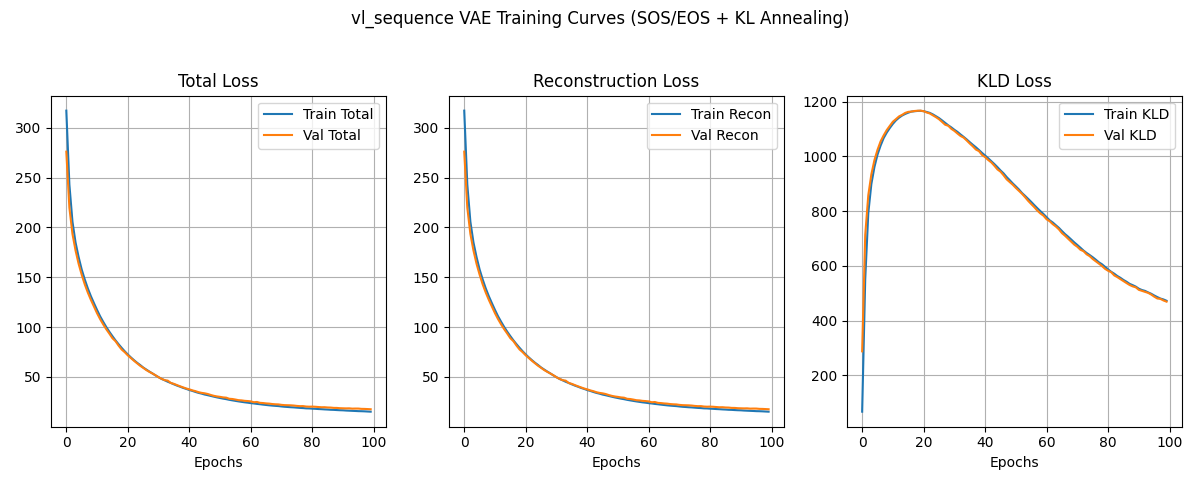 vl_sequence VAE Training Curves (SOS/EOS + KL Annealing)
Total Loss
Train Total
Val Total
300
250
200
150
100
50
0 20 40 60 80 100
Epochs
Reconstruction Loss
Train Recon
Val Recon
300
250
200
150
100
50
0 20 40 60 80 100
Epochs
KLD Loss
Train KLD
Val KLD
1200
1000
800
600
400
200
0 20 40 60 80 100
Epochs